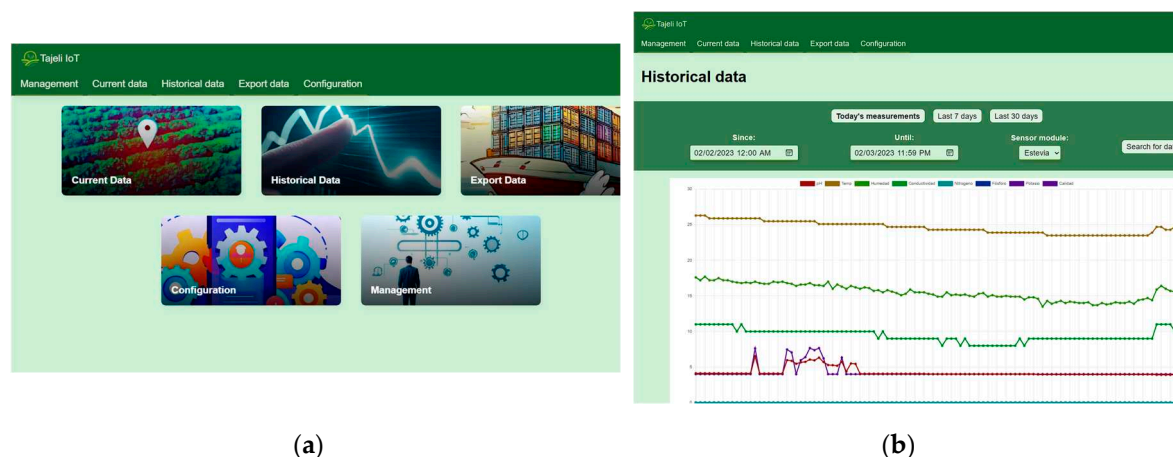 Tajeli IoT
Management Current data Historical data Export data Configuration
Current Data
Historical Data
Export Data
Configuration
Management
(a)
Tajeli IoT
Management Current data Historical data Export data Configuration
Historical data
Today's measurements Last 7 days Last 30 days
Since: Until: Sensor module:
02/02/2023 12:00 AM 02/03/2023 11:59 PM Estevia Search for da
pH Temp Humedad Conductividad Nitrógeno Fósforo Potasio Calidad
30
25
20
15
10
5
0
(b)